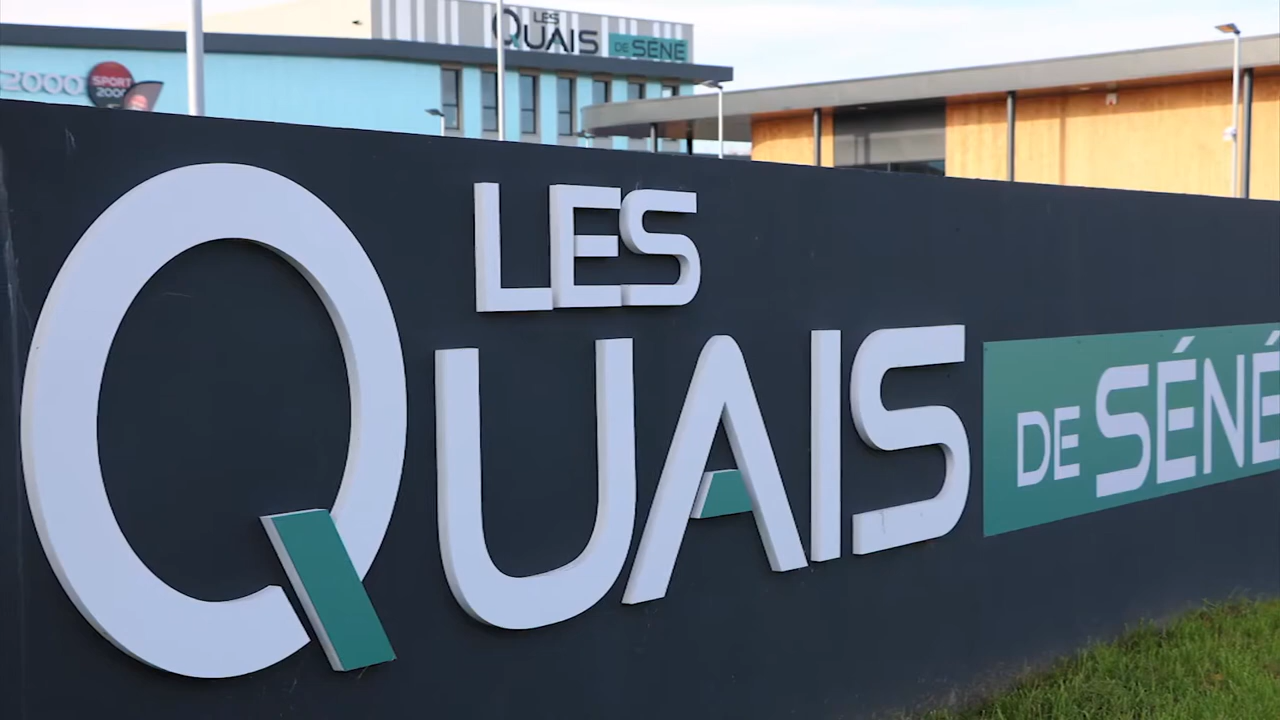 LES
QUAIS
DE SÉNÉ
2000
SPORT
2000
LES
QUAIS
DE SÉNÉ